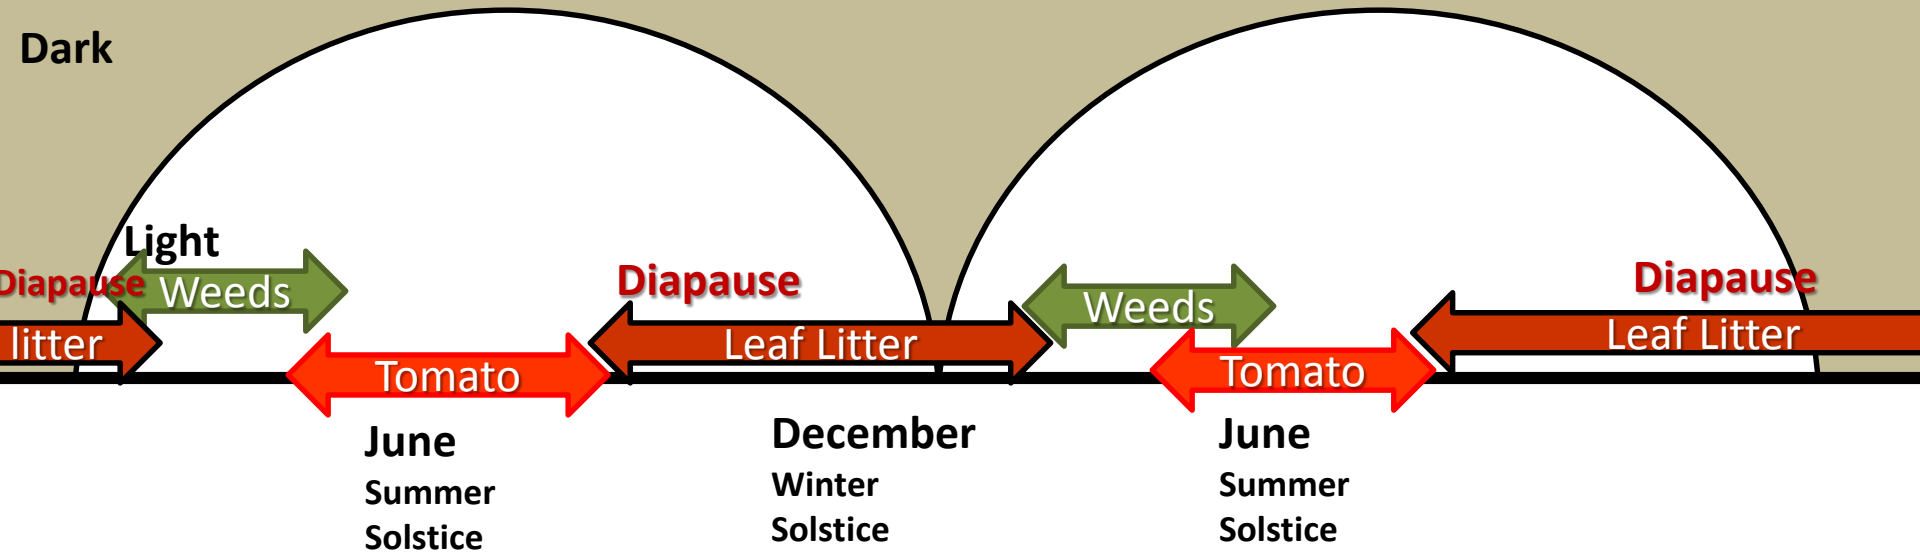 Dark
Light
Diapause
Weeds
litter
Tomato
Diapause
Leaf Litter
Weeds
Tomato
Diapause
Leaf Litter
June
Summer
Solstice
December
Winter
Solstice
June
Summer
Solstice